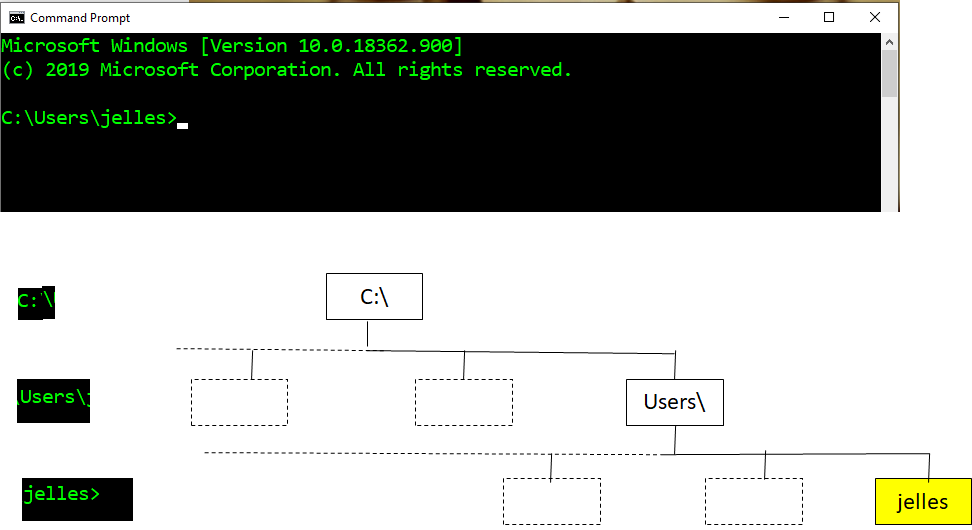 Command Prompt
Microsoft Windows [Version 10.0.18362.900]
(c) 2019 Microsoft Corporation. All rights reserved.
C:\Users\jelles>
C:\
C:\
\Users\
Users\
jelles>
jelles